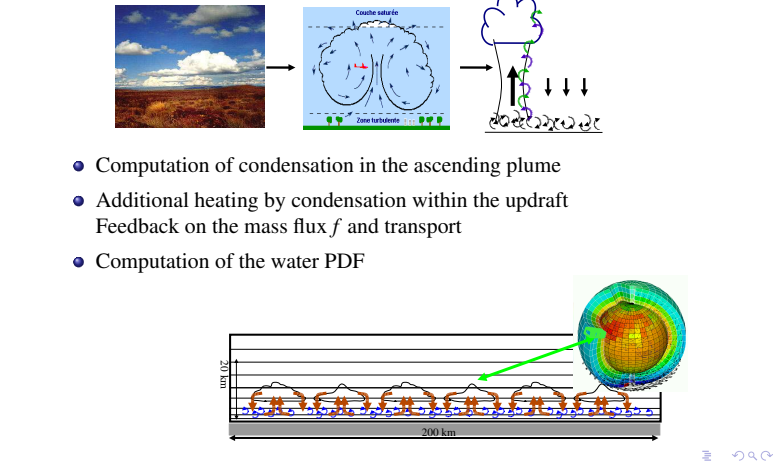 Couche saturée
Zone turbulente
Computation of condensation in the ascending plume
Additional heating by condensation within the updraft
Feedback on the mass flux f and transport
Computation of the water PDF
20 km
200 km